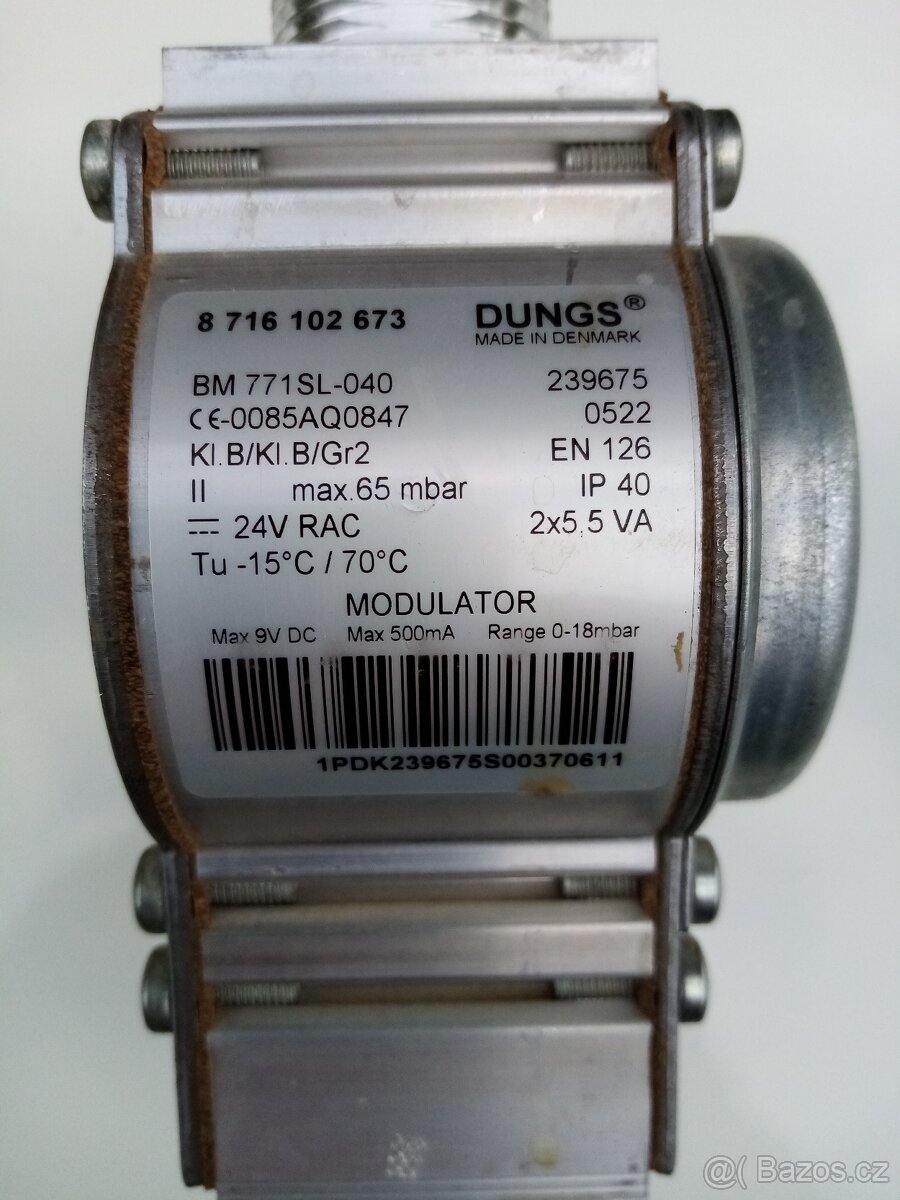 8 716 102 673 DUNGS®
MADE IN DENMARK
BM 771SL-040 239675
CE-0085AQ0847 0522
Kl.B/Kl.B/Gr2 EN 126
II max.65 mbar IP 40
⎓ 24V RAC 2x5,5 VA
Tu -15°C / 70°C
MODULATOR
Max 9V DC Max 500mA Range 0-18mbar
1PDK239675S00370611
@( Bazos.cz